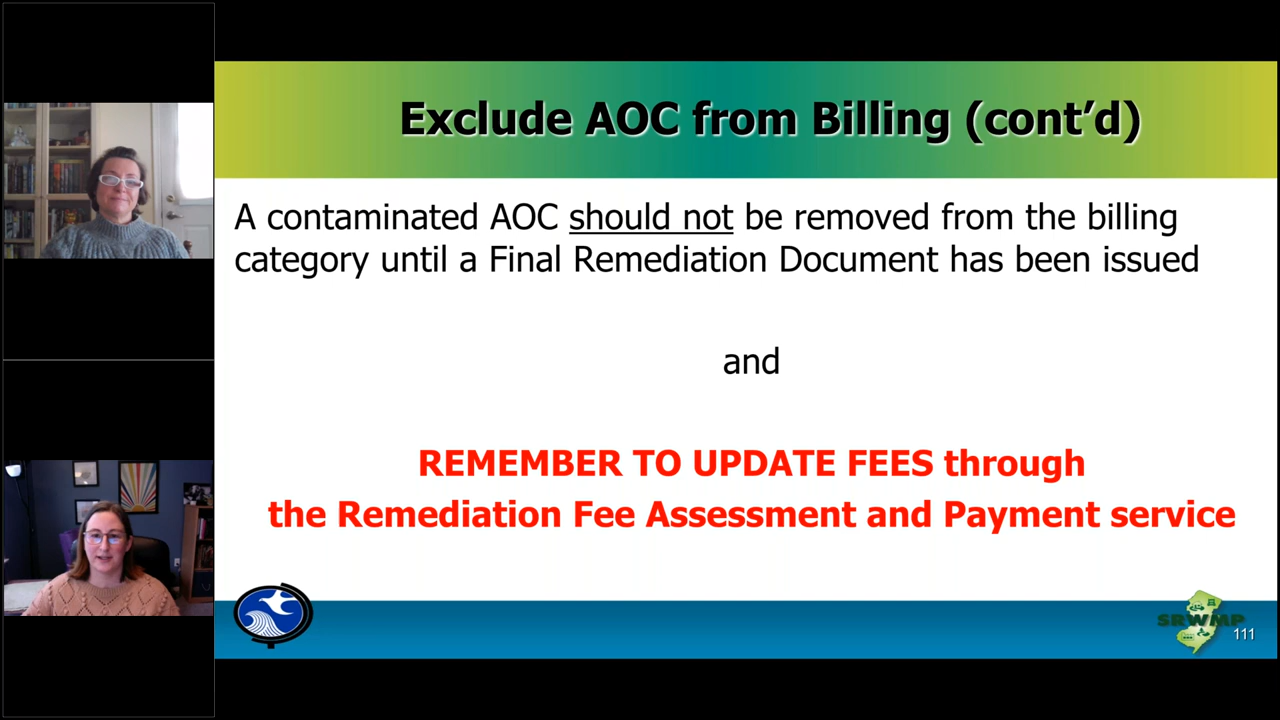 Exclude AOC from Billing (cont’d)
A contaminated AOC should not be removed from the billing
category until a Final Remediation Document has been issued
and
REMEMBER TO UPDATE FEES through
the Remediation Fee Assessment and Payment service
SRWMP
111